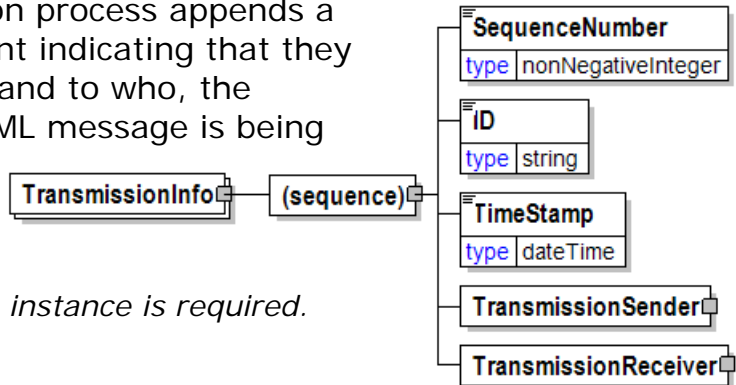 on process appends a
nt indicating that they
and to who, the
ML message is being
TransmissionInfo
(sequence)
instance is required.
SequenceNumber
type nonNegativeInteger
ID
type string
TimeStamp
type dateTime
TransmissionSender
TransmissionReceiver